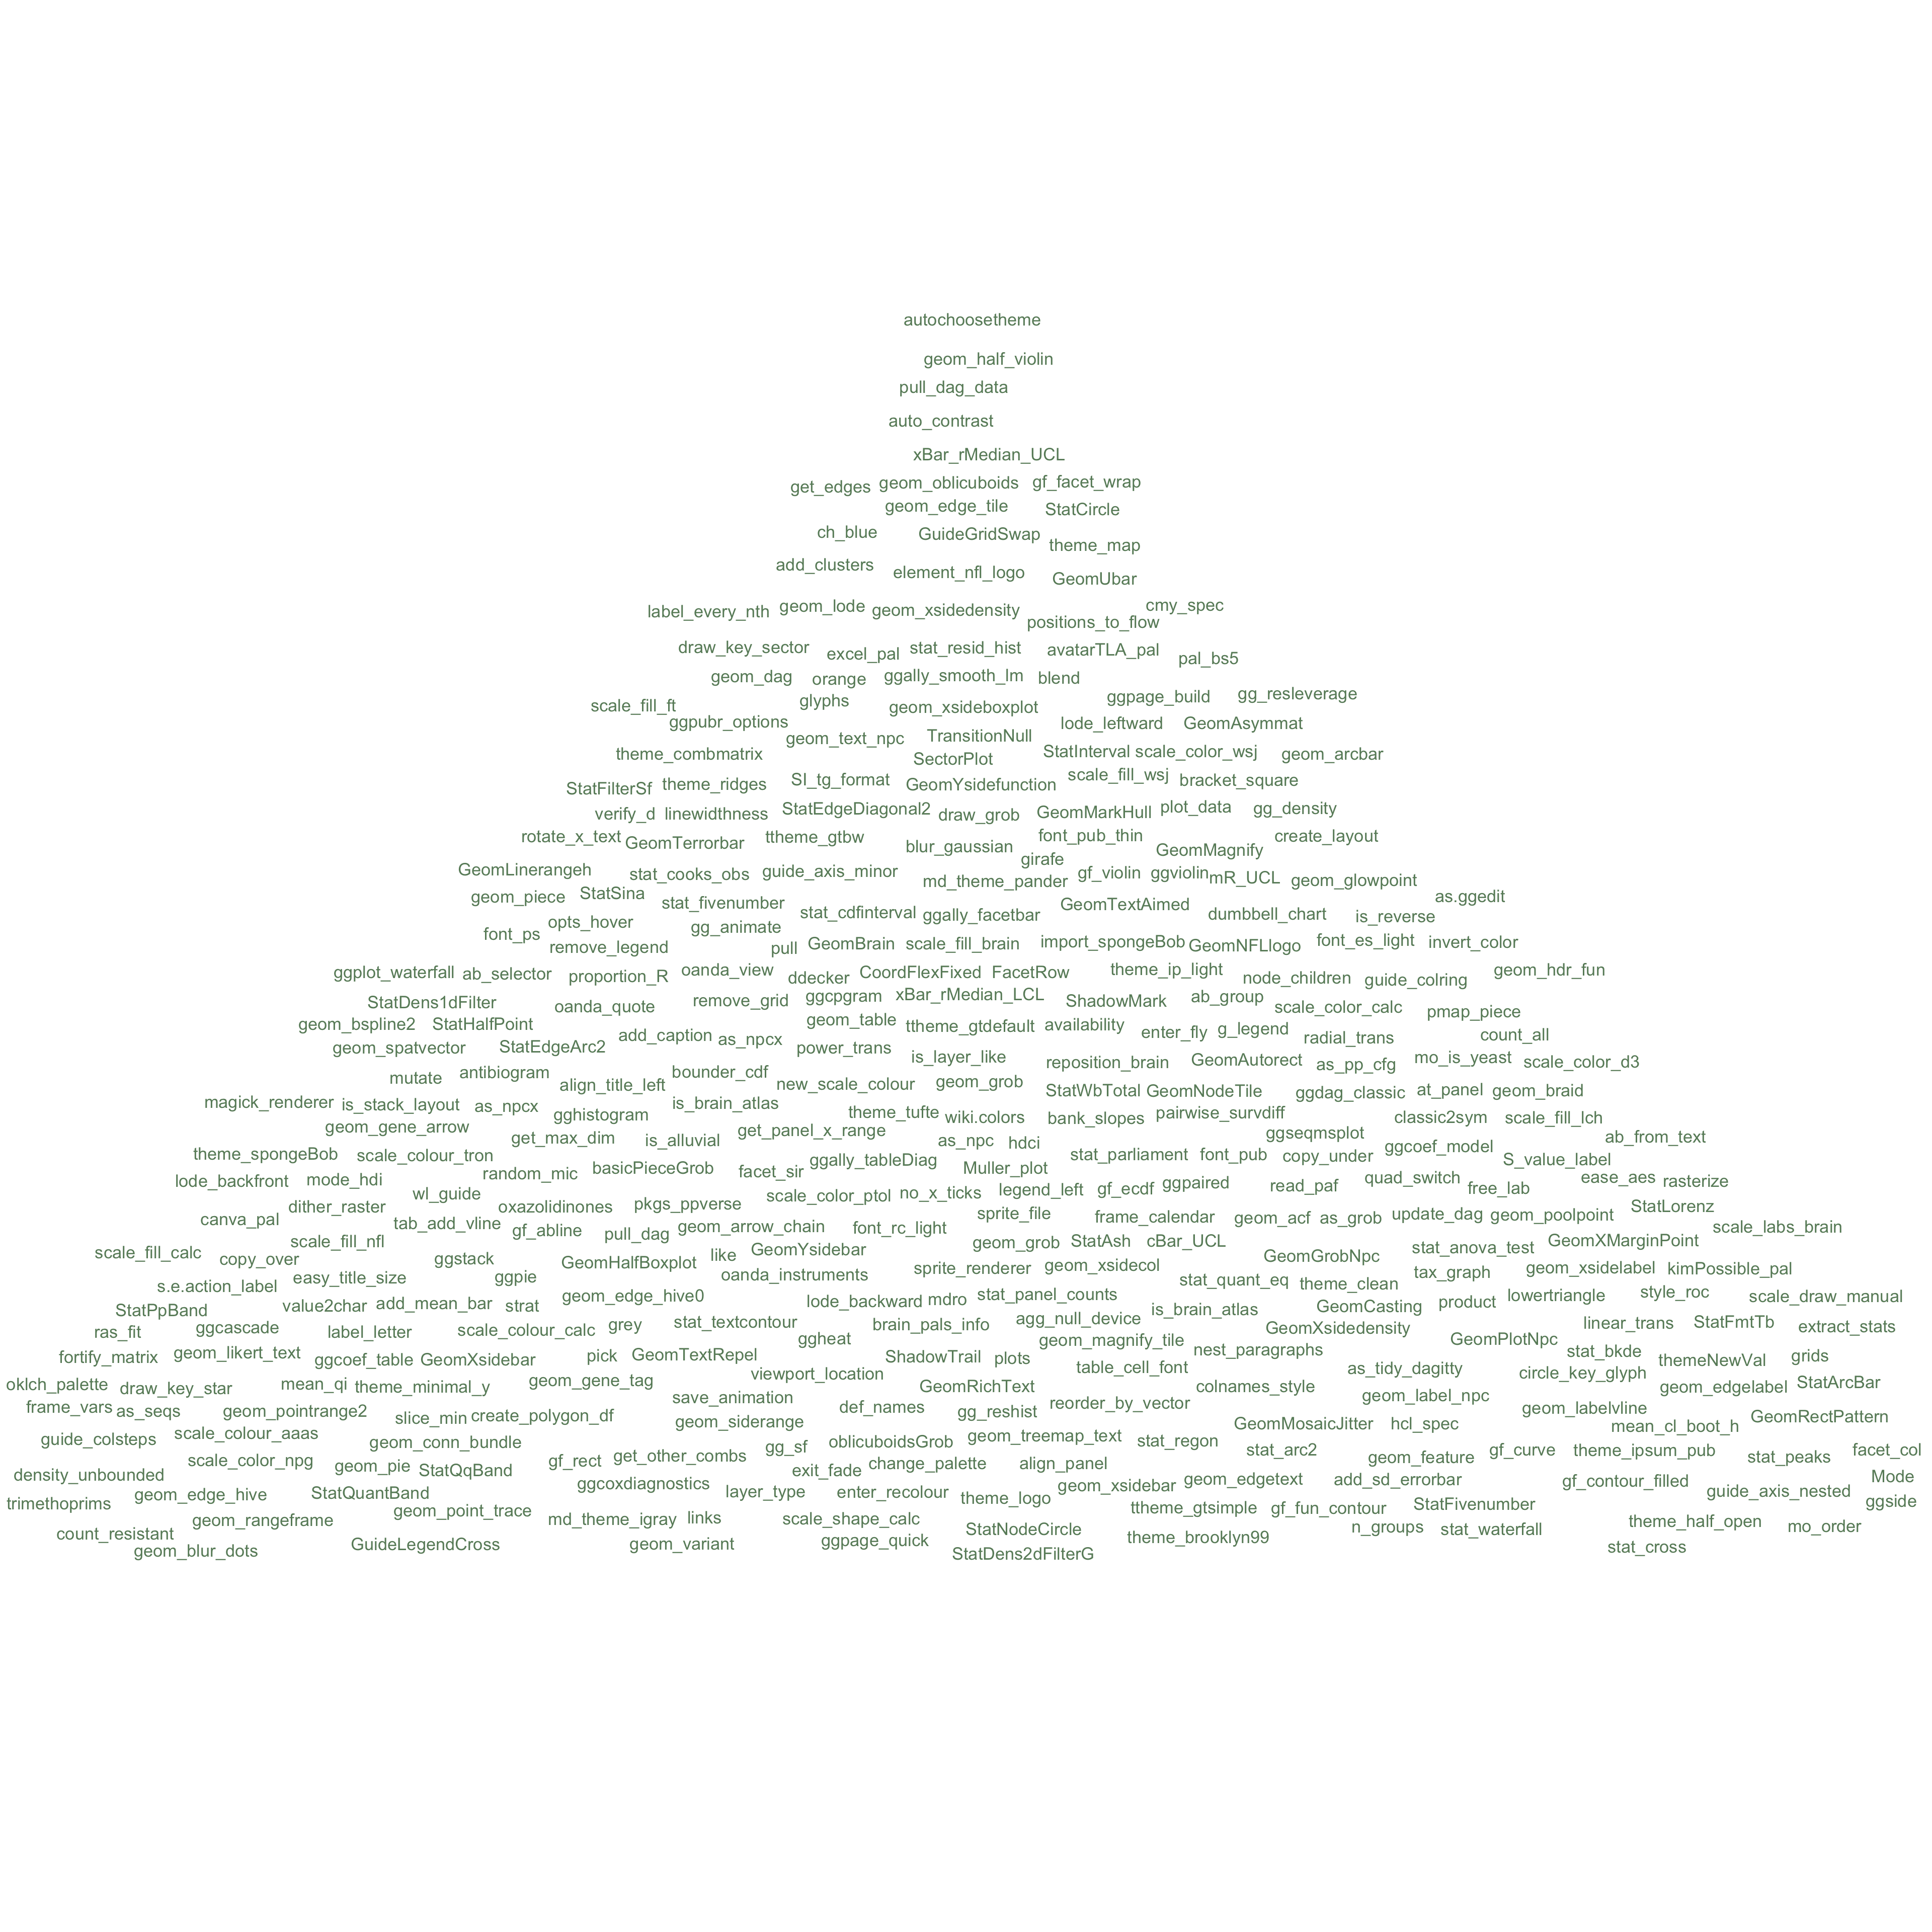 autochoosetheme
geom_half_violin
pull_dag_data
auto_contrast
xBar_rMedian_UCL
get_edges geom_oblicuboids gf_facet_wrap
geom_edge_tile StatCircle
ch_blue GuideGridSwap theme_map
add_clusters element_nfl_logo GeomUbar
label_every_nth geom_lode geom_xsidedensity cmy_spec
positions_to_flow
draw_key_sector excel_pal stat_resid_hist avatarTLA_pal pal_bs5
geom_dag orange ggally_smooth_lm blend
scale_fill_ft glyphs geom_xsideboxplot ggpage_build gg_resleverage
ggpubr_options lode_leftward GeomAsymmat
geom_text_npc TransitionNull
theme_combmatrix SectorPlot StatInterval scale_color_wsj geom_arcbar
StatFilterSf theme_ridges SI_tg_format GeomYsidefunction scale_fill_wsj bracket_square
verify_d linewidthness StatEdgeDiagonal2 draw_grob GeomMarkHull plot_data gg_density
rotate_x_text GeomTerrorbar ttheme_gtbw blur_gaussian font_pub_thin GeomMagnify create_layout
girafe
GeomLinerangeh stat_cooks_obs guide_axis_minor md_theme_pander gf_violin ggviolin mR_UCL geom_glowpoint
geom_piece StatSina stat_fivenumber stat_cdfinterval ggally_facetbar GeomTextAimed dumbbell_chart is_reverse as.ggedit
font_ps opts_hover gg_animate
remove_legend pull GeomBrain scale_fill_brain import_spongeBob GeomNFLlogo font_es_light invert_color
ggplot_waterfall ab_selector proportion_R oanda_view ddecker CoordFlexFixed FacetRow theme_ip_light node_children guide_colring geom_hdr_fun
StatDens1dFilter oanda_quote remove_grid ggcpgram xBar_rMedian_LCL ShadowMark ab_group scale_color_calc pmap_piece
geom_bspline2 StatHalfPoint add_caption as_npcx geom_table ttheme_gtdefault availability enter_fly g_legend radial_trans count_all
geom_spatvector StatEdgeArc2 power_trans is_layer_like reposition_brain GeomAutorect as_pp_cfg mo_is_yeast scale_color_d3
mutate antibiogram align_title_left bounder_cdf new_scale_colour geom_grob StatWbTotal GeomNodeTile ggdag_classic at_panel geom_braid
magick_renderer is_stack_layout as_npcx gghistogram is_brain_atlas theme_tufte wiki.colors bank_slopes pairwise_survdiff classic2sym scale_fill_lch
geom_gene_arrow get_max_dim is_alluvial get_panel_x_range as_npc hdci ggseqmsplot ggcoef_model ab_from_text
theme_spongeBob scale_colour_tron random_mic basicPieceGrob facet_sir ggally_tableDiag Muller_plot stat_parliament font_pub copy_under S_value_label
lode_backfront mode_hdi wl_guide oxazolidinones pkgs_ppverse scale_color_ptol no_x_ticks legend_left gf_ecdf ggpaired read_paf quad_switch free_lab ease_aes rasterize
canva_pal dither_raster tab_add_vline gf_abline pull_dag geom_arrow_chain font_rc_light sprite_file frame_calendar geom_acf as_grob update_dag geom_poolpoint StatLorenz scale_labs_brain
scale_fill_calc copy_over scale_fill_nfl ggstack GeomHalfBoxplot like GeomYsidebar geom_grob StatAsh cBar_UCL GeomGrobNpc stat_anova_test GeomXMarginPoint
s.e.action_label easy_title_size ggpie oanda_instruments sprite_renderer geom_xsidecol stat_quant_eq theme_clean tax_graph geom_xsidelabel kimPossible_pal
StatPpBand value2char add_mean_bar strat geom_edge_hive0 lode_backward mdro stat_panel_counts is_brain_atlas GeomCasting product lowertriangle style_roc scale_draw_manual
ras_fit ggcascade label_letter scale_colour_calc grey stat_textcontour ggheat brain_pals_info agg_null_device GeomXsidedensity linear_trans StatFmtTb extract_stats
fortify_matrix geom_likert_text ggcoef_table GeomXsidebar pick GeomTextRepel ShadowTrail plots geom_magnify_tile nest_paragraphs GeomPlotNpc stat_bkde themeNewVal grids
oklch_palette draw_key_star mean_qi theme_minimal_y geom_gene_tag viewport_location table_cell_font as_tidy_dagitty circle_key_glyph geom_edgelabel StatArcBar
frame_vars as_seqs geom_pointrange2 slice_min create_polygon_df save_animation def_names GeomRichText gg_reshist reorder_by_vector colnames_style geom_label_npc geom_labelvline GeomRectPattern
guide_colsteps scale_colour_aaas geom_conn_bundle geom_siderange gg_sf oblicuboidsGrob geom_treemap_text stat_regon GeomMosaicJitter hcl_spec mean_cl_boot_h
density_unbounded scale_color_npg geom_pie StatQqBand gf_rect get_other_combs exit_fade change_palette align_panel stat_arc2 geom_feature gf_curve theme_ipsum_pub stat_peaks facet_col
trimethoprims geom_edge_hive StatQuantBand ggcoxdiagnostics layer_type enter_recolour theme_logo geom_xsidebar geom_edgetext add_sd_errorbar gf_contour_filled guide_axis_nested Mode
geom_rangeframe geom_point_trace md_theme_igray links scale_shape_calc ttheme_gtsimple gf_fun_contour StatFivenumber ggside
count_resistant StatNodeCircle n_groups stat_waterfall theme_half_open mo_order
geom_blur_dots GuideLegendCross geom_variant ggpage_quick StatDens2dFilterG theme_brooklyn99 stat_cross